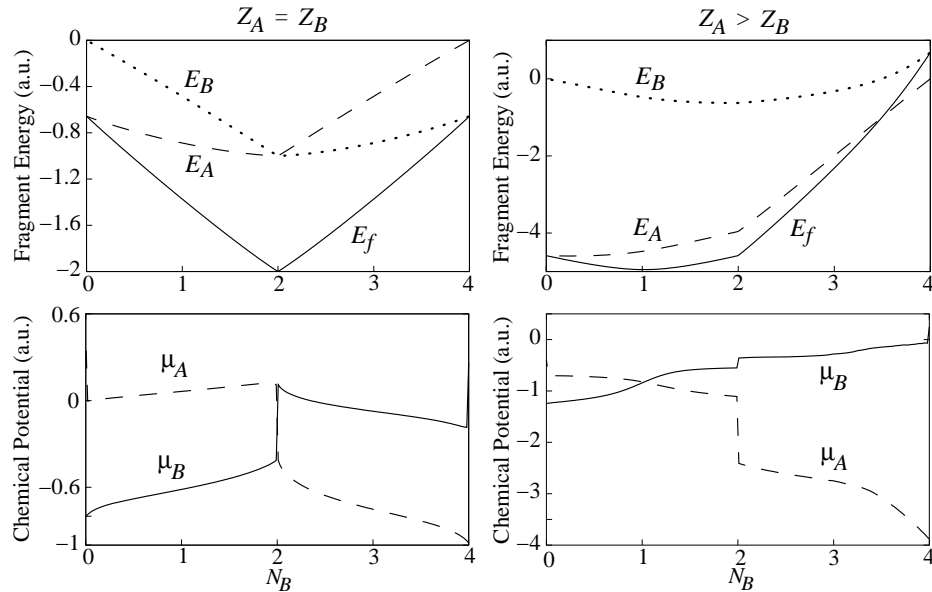 Z_A = Z_B
Z_A > Z_B
Fragment Energy (a.u.)
0
−0.4
−0.8
−1.2
−1.6
−2
E_B
E_A
E_f
0 1 2 3 4
Fragment Energy (a.u.)
0
−2
−4
E_B
E_A
E_f
0 1 2 3 4
Chemical Potential (a.u.)
0.6
0
−0.6
−1
μ_A
μ_B
0 1 2 3 4
N_B
Chemical Potential (a.u.)
0
−1
−2
−3
−4
μ_B
μ_A
0 1 2 3 4
N_B